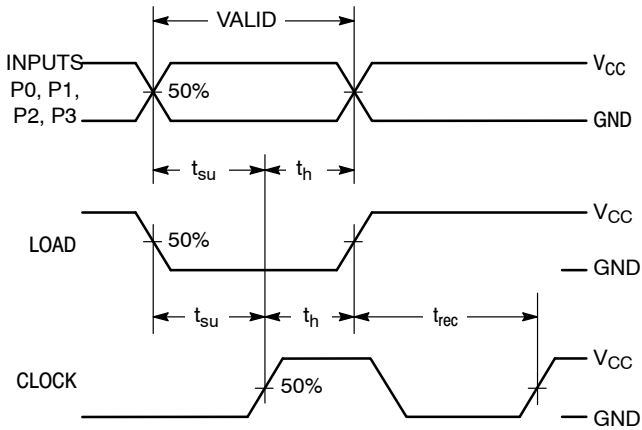 VALID
INPUTS
P0, P1,
P2, P3
50%
VCC
GND
tsu
th
LOAD
50%
VCC
GND
tsu
th
trec
CLOCK
50%
VCC
GND